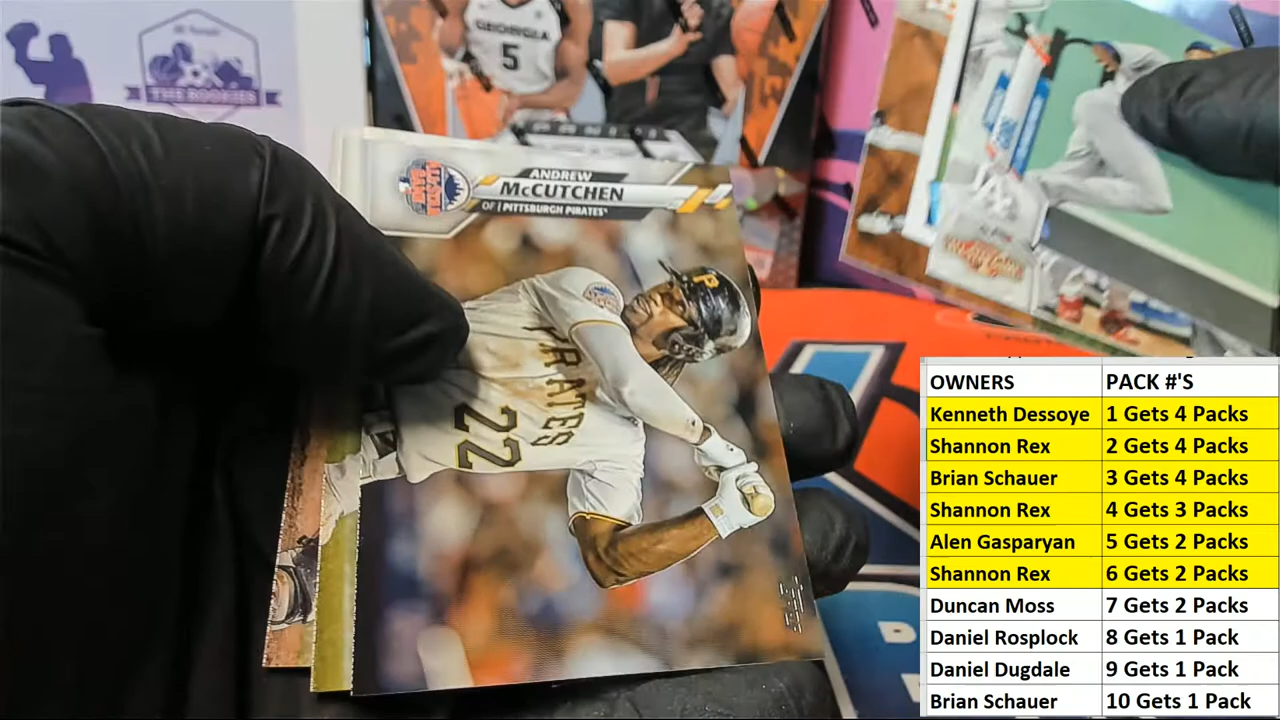 GEORGIA
5
THE ROOKIES
ANDREW
McCUTCHEN
OF | PITTSBURGH PIRATES
P
PIRATES
22
OWNERS PACK #'S
Kenneth Dessoye 1 Gets 4 Packs
Shannon Rex 2 Gets 4 Packs
Brian Schauer 3 Gets 4 Packs
Shannon Rex 4 Gets 3 Packs
Alen Gasparyan 5 Gets 2 Packs
Shannon Rex 6 Gets 2 Packs
Duncan Moss 7 Gets 2 Packs
Daniel Rosplock 8 Gets 1 Pack
Daniel Dugdale 9 Gets 1 Pack
Brian Schauer 10 Gets 1 Pack